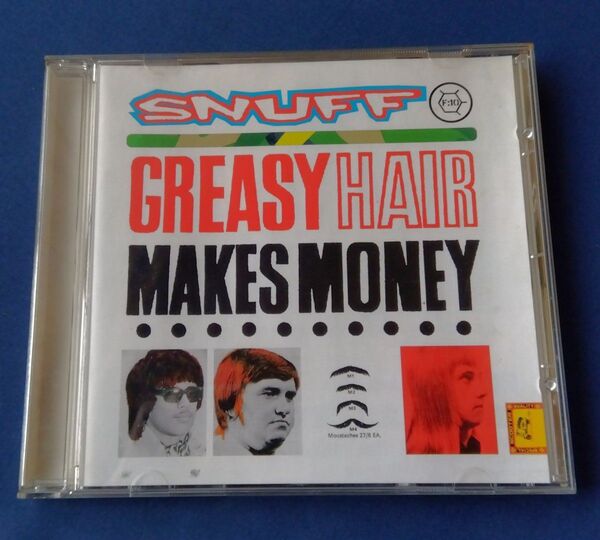 SNUFF
F:10
GREASY HAIR
MAKES MONEY
M1
M2
M3
M4
Moustaches 27/6 EA.